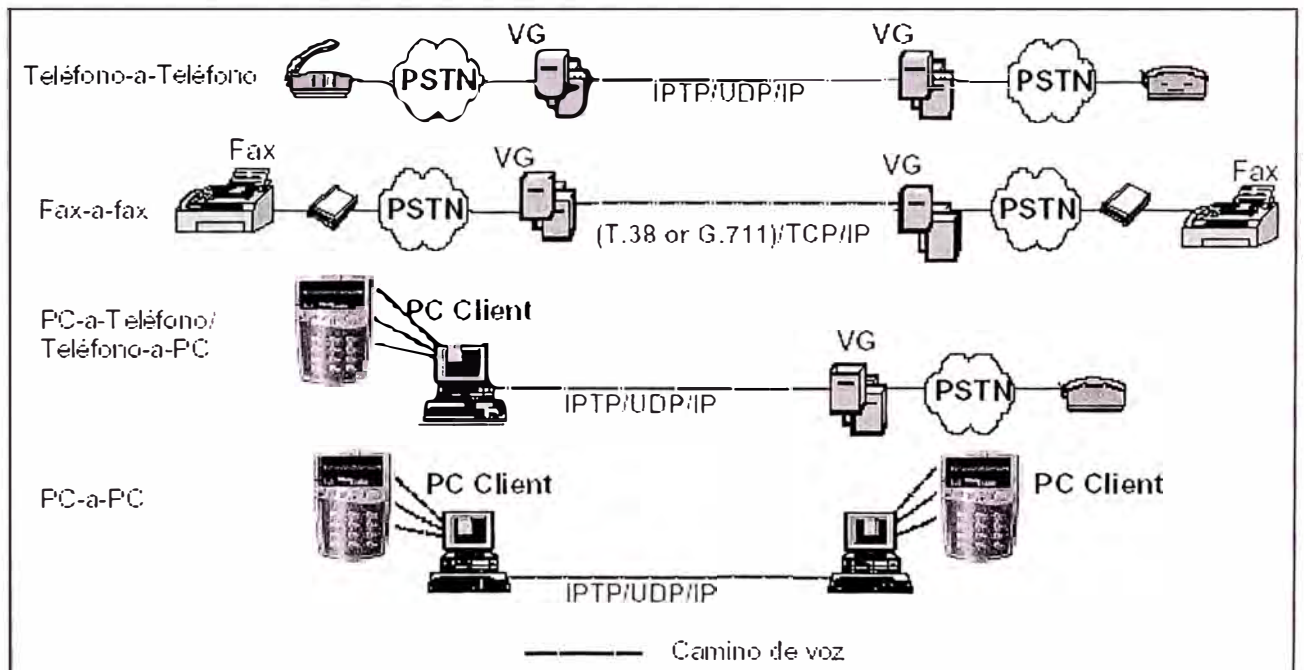 VG VG
Teléfono-a-Teléfono PSTN IPTP/UDP/IP PSTN
Fax VG VG Fax
Fax-a-fax PSTN (T.38 or G.711)/TCP/IP PSTN
PC-a-Teléfono/
Teléfono-a-PC
PC Client
VG
IPTP/UDP/IP PSTN
PC-a-PC
PC Client PC Client
IPTP/UDP/IP
Camino de voz